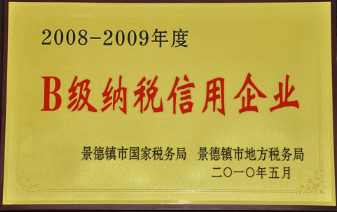 2008-2009年度
B级纳税信用企业
景德镇市国家税务局 景德镇市地方税务局
二〇一〇年五月